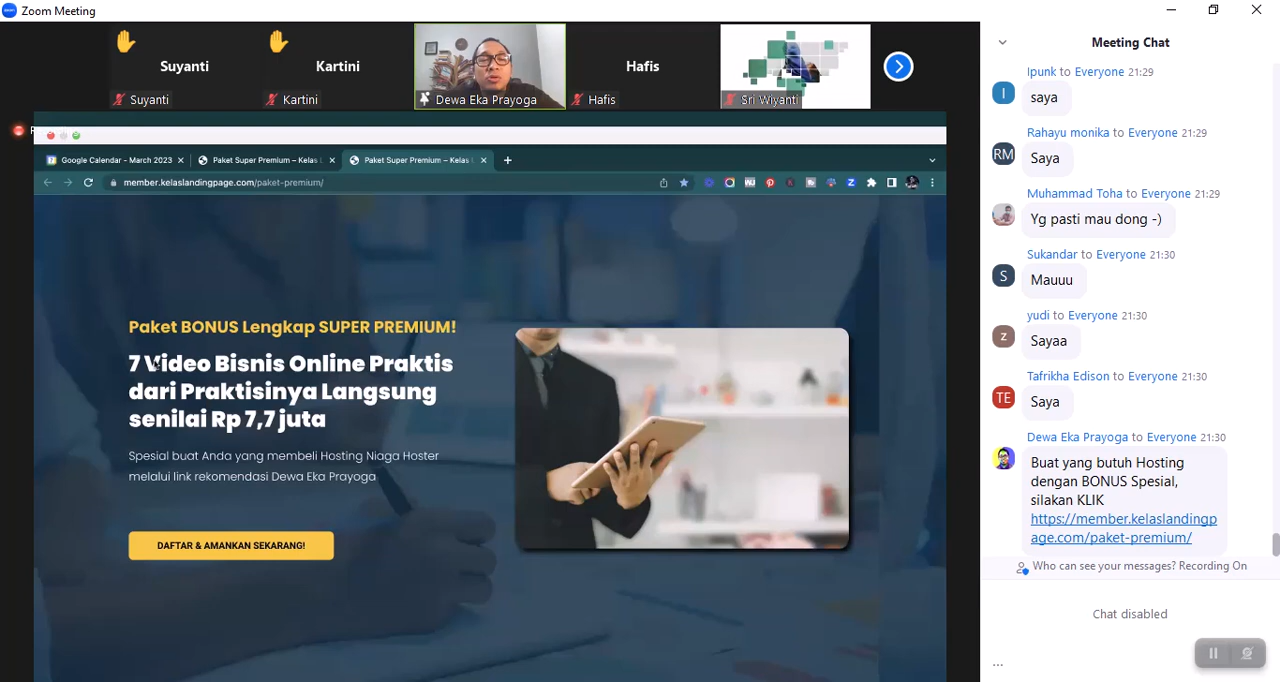 Zoom Meeting
Suyanti
Kartini
Hafis
Suyanti
Kartini
Dewa Eka Prayoga
Hafis
Sri Wiyanti
Google Calendar - March 2023
Paket Super Premium – Kelas L
Paket Super Premium – Kelas L
member.kelaslandingpage.com/paket-premium/
Paket BONUS Lengkap SUPER PREMIUM!
7 Video Bisnis Online Praktis
dari Praktisinya Langsung
senilai Rp 7,7 juta
Spesial buat Anda yang membeli Hosting Niaga Hoster
melalui link rekomendasi Dewa Eka Prayoga
DAFTAR & AMANKAN SEKARANG!
Meeting Chat
Ipunk to Everyone 21:29
I
saya
Rahayu monika to Everyone 21:29
RM
Saya
Muhammad Toha to Everyone 21:29
Yg pasti mau dong -)
Sukandar to Everyone 21:30
S
Mauuu
yudi to Everyone 21:30
z
Sayaa
Tafrikha Edison to Everyone 21:30
TE
Saya
Dewa Eka Prayoga to Everyone 21:30
Buat yang butuh Hosting
dengan BONUS Spesial,
silakan KLIK
https://member.kelaslandingp
age.com/paket-premium/
Who can see your messages? Recording On
Chat disabled
...